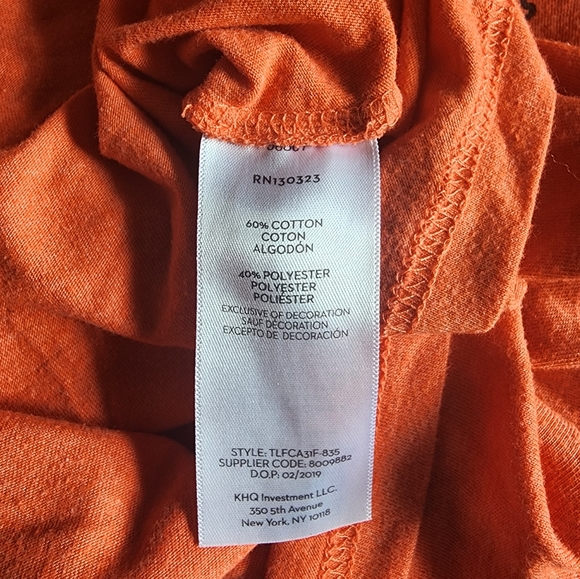 RN130323
60% COTTON
COTON
ALGODÓN
40% POLYESTER
POLYESTER
POLIÉSTER
EXCLUSIVE OF DECORATION
SAUF DÉCORATION
EXCEPTO DE DECORACIÓN
STYLE: TLFCA31F-835
SUPPLIER CODE: 8009882
D.O.P: 02/2019
KHQ Investment LLC.
350 5th Avenue
New York, NY, 10118